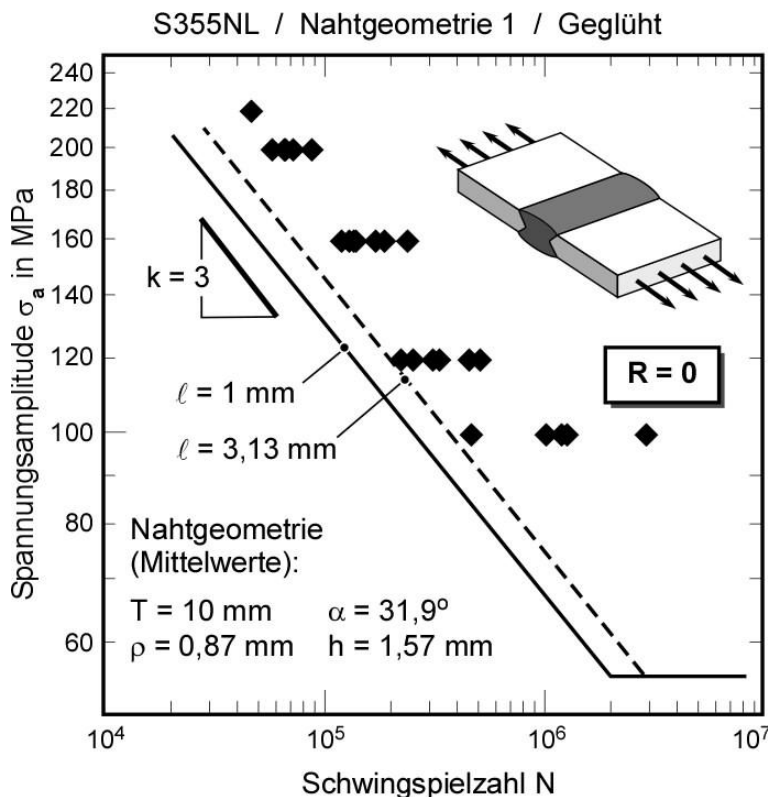 S355NL / Nahtgeometrie 1 / Geglüht
Spannungsamplitude σa in MPa
240
220
200
180
160
140
120
100
80
60
k = 3
ℓ = 1 mm
ℓ = 3,13 mm
R = 0
Nahtgeometrie
(Mittelwerte):
T = 10 mm α = 31,9º
ρ = 0,87 mm h = 1,57 mm
10⁴ 10⁵ 10⁶ 10⁷
Schwingspielzahl N